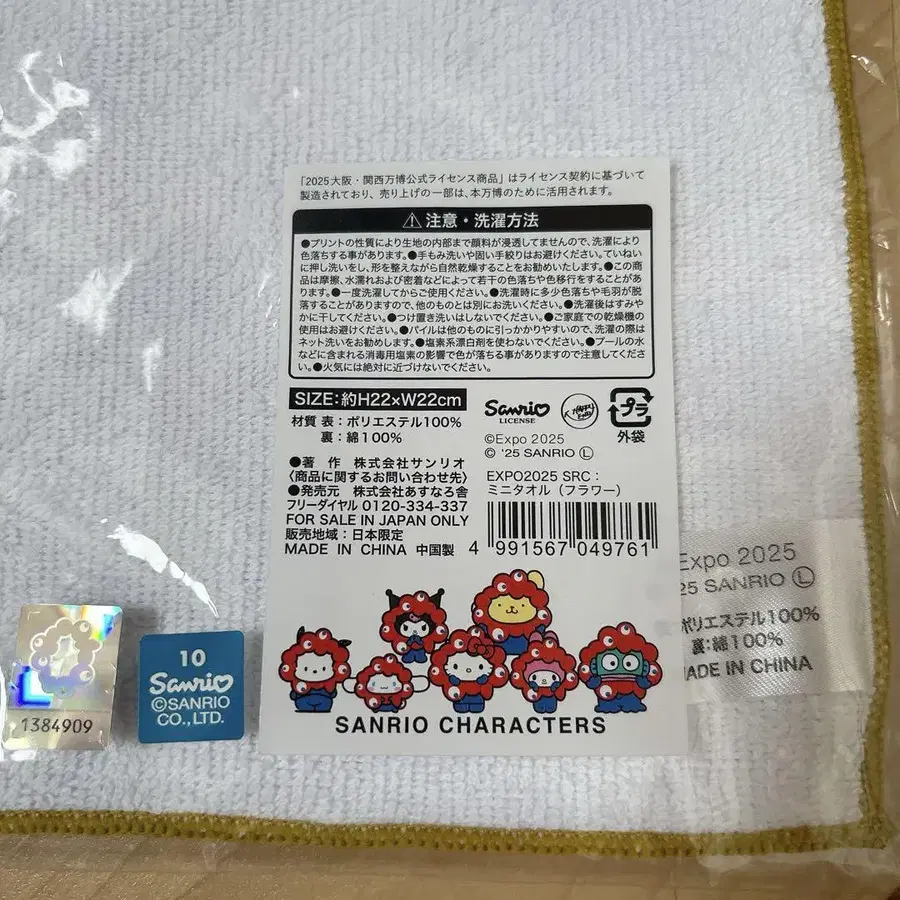 「2025大阪・関西万博公式ライセンス商品」はライセンス契約に基づいて
製造されており、売り上げの一部は、本万博のために活用されます。
⚠注意・洗濯方法
●プリントの性質により生地の内部まで顔料が浸透してませんので、洗濯により
色落ちする事があります。●手もみ洗いや固い手絞りはお避けください。ていねい
に押し洗いをし、形を整えながら自然乾燥することをお勧めいたします。●この商
品は摩擦、水濡れおよび密着などによって若干の色落ちや色移行をすることがあ
ります。●一度洗濯してからご使用ください。●洗濯時に多少色落ちや毛羽が脱
落することがありますので、他のものとは別にお洗いください。●洗濯後はすみや
かに干してください。●つけ置き洗いはしないでください。●ご家庭での乾燥機の
使用はお避けください。●パイルは他のものに引っかかりやすいので、洗濯の際は
ネット洗いをお勧めします。●塩素系漂白剤を使わないでください。●プールの水
などに含まれる消毒用塩素の影響で色が落ちる事がありますので注意してくださ
い。●火気には絶対に近づけないでください。
SIZE:約H22×W22cm
材質 表：ポリエステル100%
裏：綿100%
●著 作 株式会社サンリオ
〈商品に関するお問い合わせ先〉
●発売元 株式会社あすなろ舎
フリーダイヤル 0120-334-337
FOR SALE IN JAPAN ONLY
販売地域：日本限定
MADE IN CHINA 中国製
Sanrio
LICENSE
プラ
外袋
©Expo 2025
© '25 SANRIO Ⓛ
EXPO2025 SRC：
ミニタオル（フラワー）
4 991567 049761
SANRIO CHARACTERS
Expo 2025
25 SANRIO Ⓛ
ポリエステル100%
裏:綿100%
MADE IN CHINA
1384909
10
Sanrio
©SANRIO
CO.,LTD.